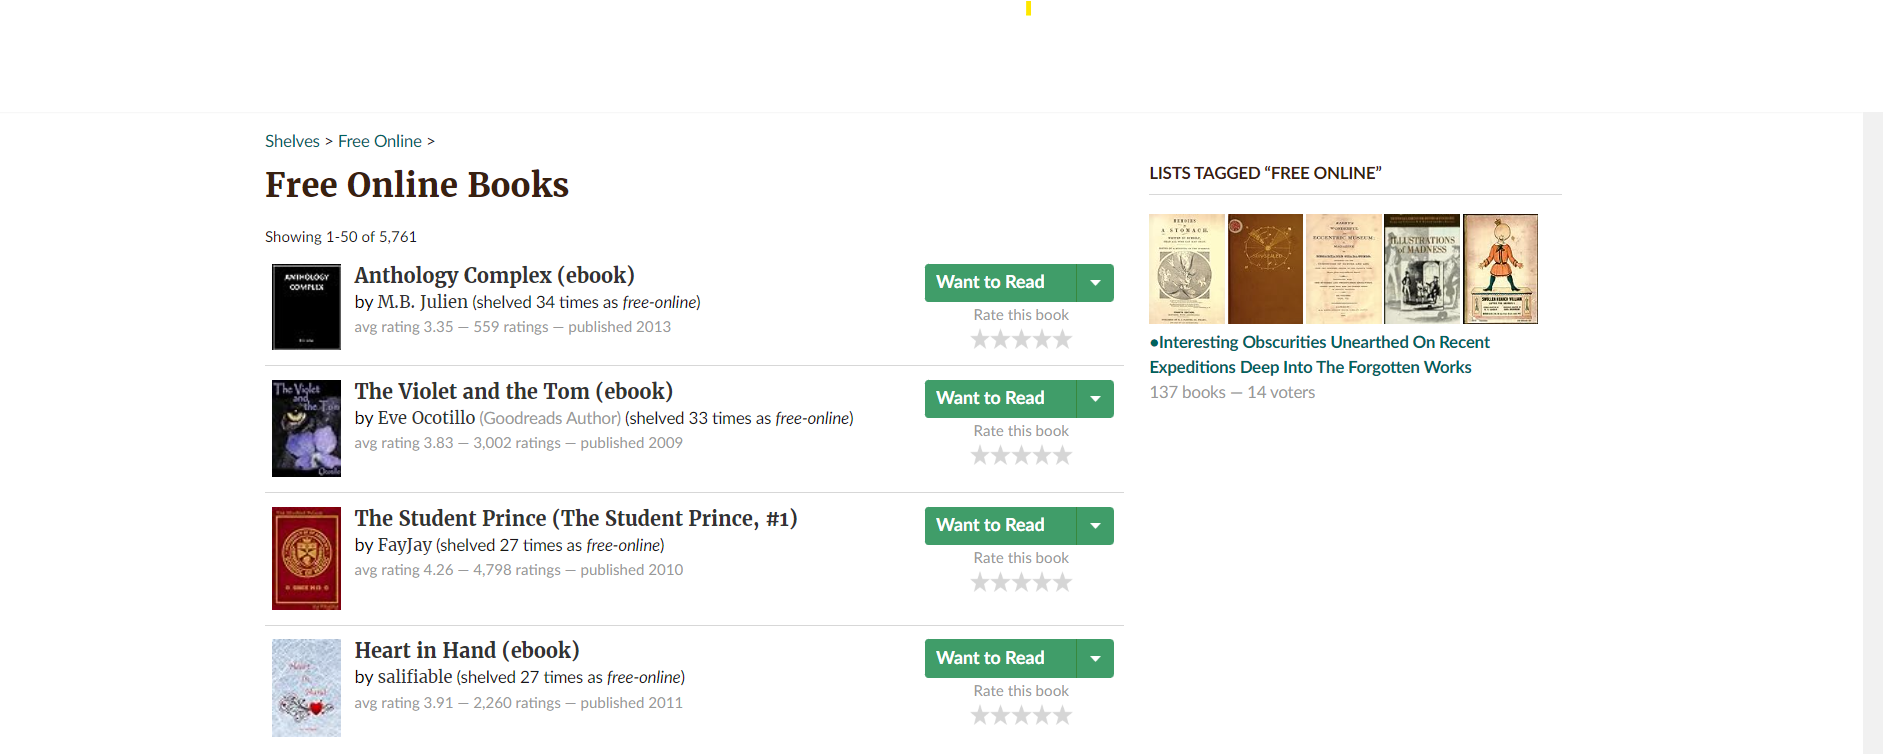 Shelves > Free Online >
Free Online Books
Showing 1-50 of 5,761
ANTHOLOGY
COMPLEX
Anthology Complex (ebook)
by M.B. Julien (shelved 34 times as free-online)
avg rating 3.35 — 559 ratings — published 2013
Want to Read
Rate this book
The Violet
and
the Tom
The Violet and the Tom (ebook)
by Eve Ocotillo (Goodreads Author) (shelved 33 times as free-online)
avg rating 3.83 — 3,002 ratings — published 2009
Want to Read
Rate this book
The Student Prince (The Student Prince, #1)
by FayJay (shelved 27 times as free-online)
avg rating 4.26 — 4,798 ratings — published 2010
Want to Read
Rate this book
Heart in Hand (ebook)
by salifiable (shelved 27 times as free-online)
avg rating 3.91 — 2,260 ratings — published 2011
Want to Read
Rate this book
LISTS TAGGED “FREE ONLINE”
MEMOIRS
A STOMACH.
ECCENTRIC MUSEUM,
ILLUSTRATIONS
of MADNESS
•Interesting Obscurities Unearthed On Recent
Expeditions Deep Into The Forgotten Works
137 books — 14 voters